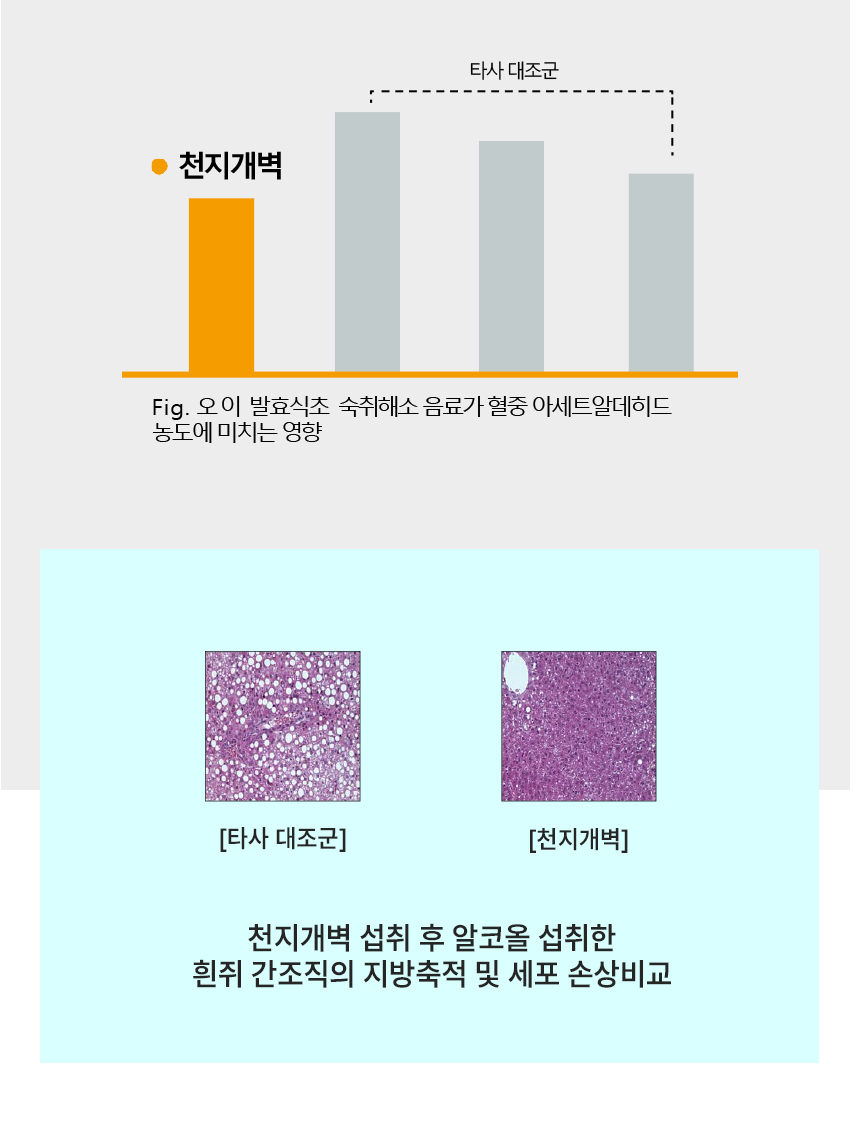 타사 대조군
천지개벽
Fig. 오이 발효식초 숙취해소 음료가 혈중 아세트알데히드
농도에 미치는 영향
[타사 대조군]
[천지개벽]
천지개벽 섭취 후 알코올 섭취한
흰쥐 간조직의 지방축적 및 세포 손상비교